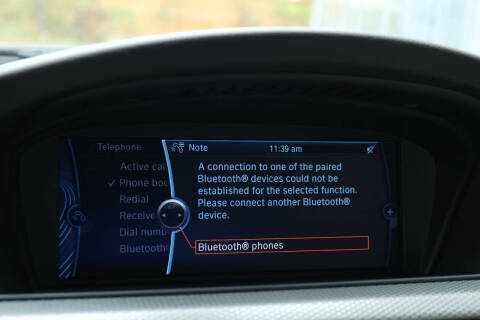 Telephone
Note
11:39 am
Active cal
Phone boo
Redial
Receive
Dial numb
Bluetooth®
A connection to one of the paired
Bluetooth® devices could not be
established for the selected function.
Please connect another Bluetooth®
device.
Bluetooth® phones